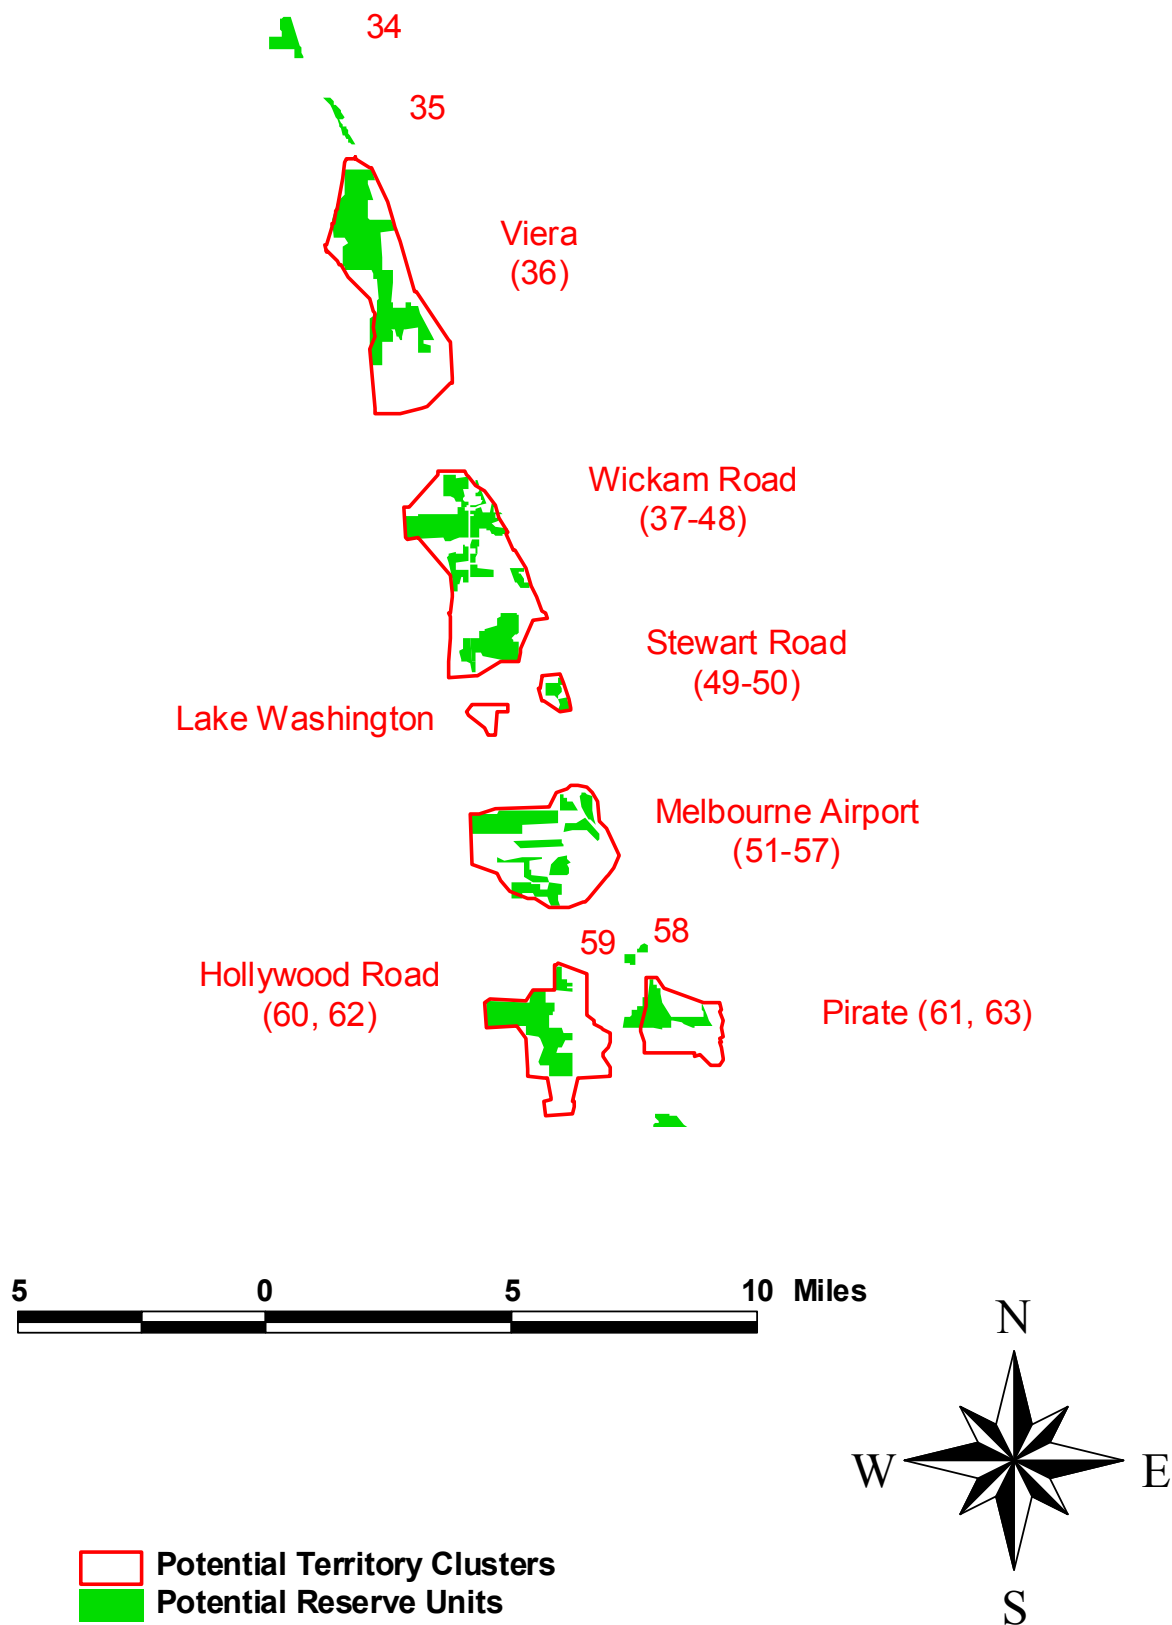 34
35
Viera
(36)
Wickam Road
(37-48)
Stewart Road
(49-50)
Lake Washington
Melbourne Airport
(51-57)
59 58
Hollywood Road
(60, 62)
Pirate (61, 63)
5 0 5 10 Miles
N
W E
S
Potential Territory Clusters
Potential Reserve Units